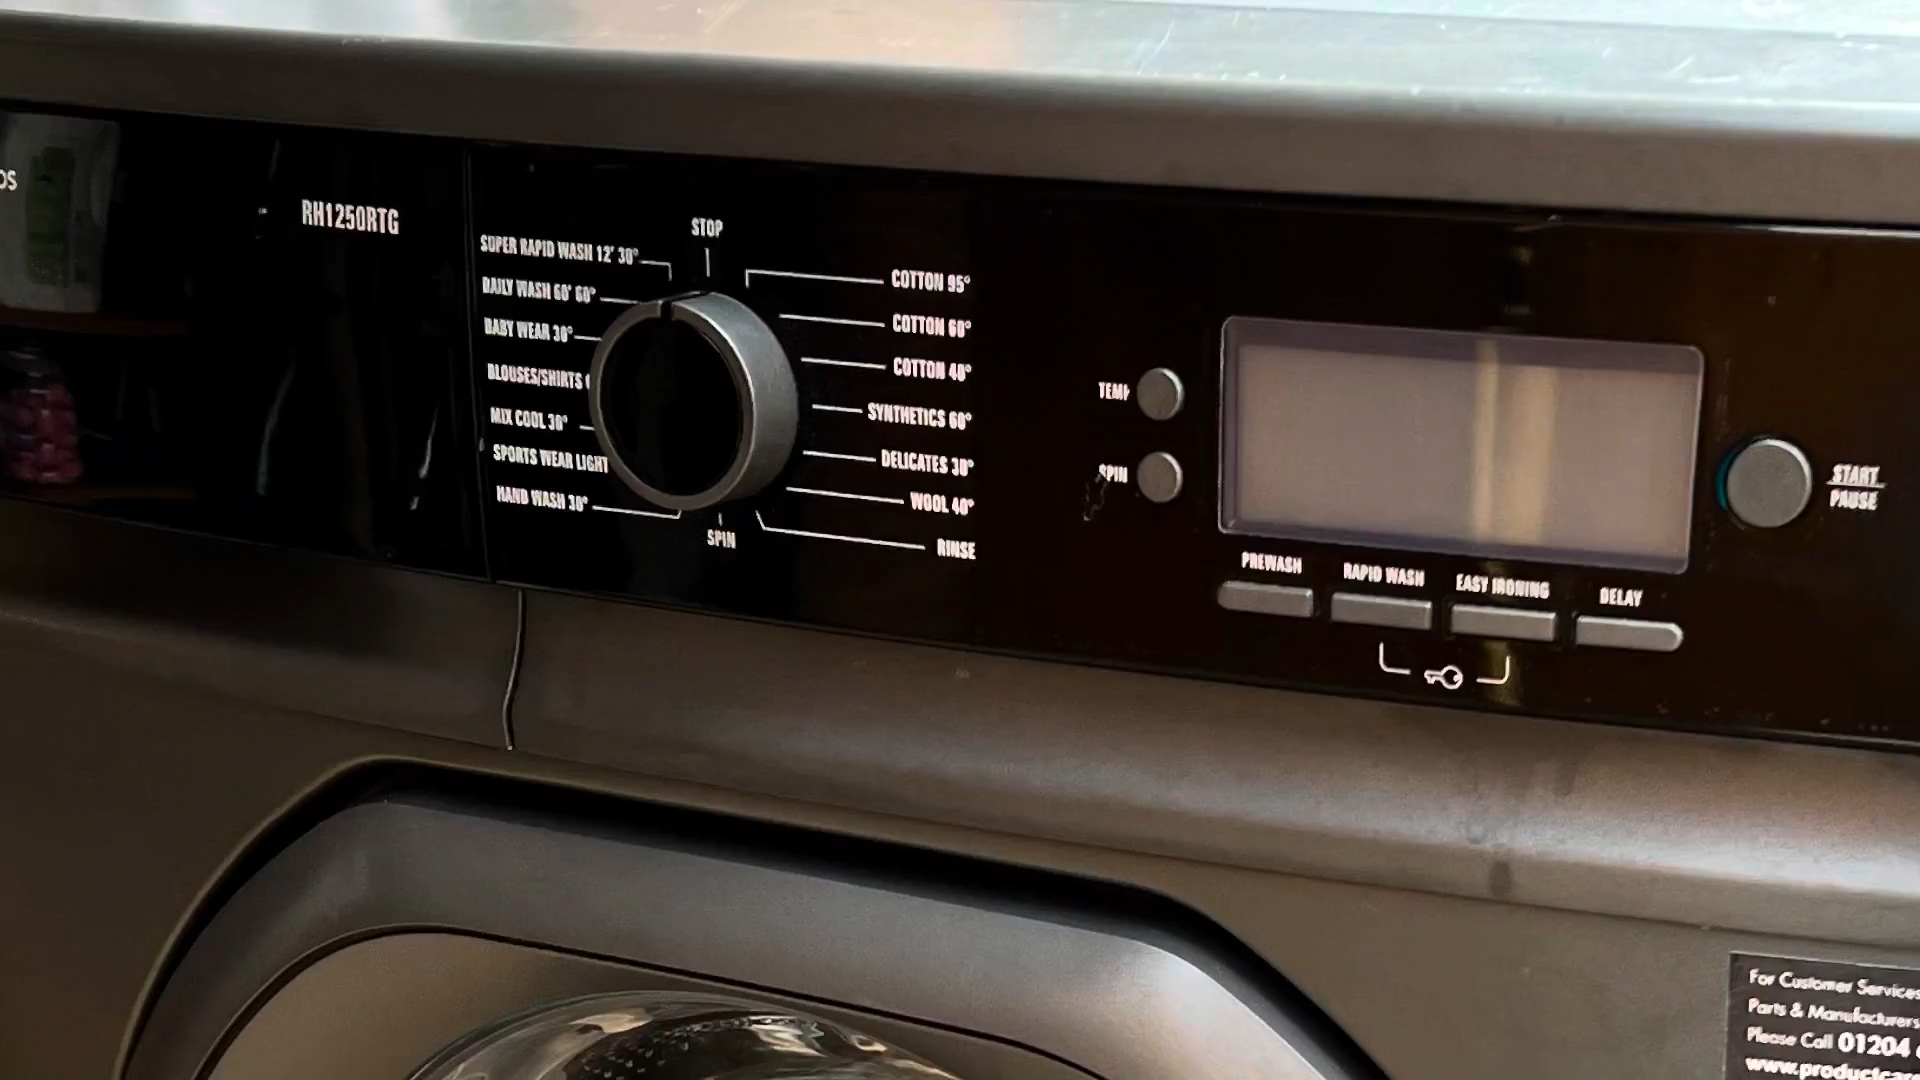 OS
RH1250RTG
STOP
SUPER RAPID WASH 12' 30°
DAILY WASH 60' 60°
BABY WEAR 30°
BLOUSES/SHIRTS
MIX COOL 30°
SPORTS WEAR LIGHT
HAND WASH 30°
SPIN
COTTON 95°
COTTON 60°
COTTON 40°
SYNTHETICS 60°
DELICATES 30°
WOOL 40°
RINSE
TEMP
SPIN
PREWASH
RAPID WASH
EASY IRONING
DELAY
START
PAUSE
For Customer Services
Parts & Manufacturers
Please Call 01204
www.productcare